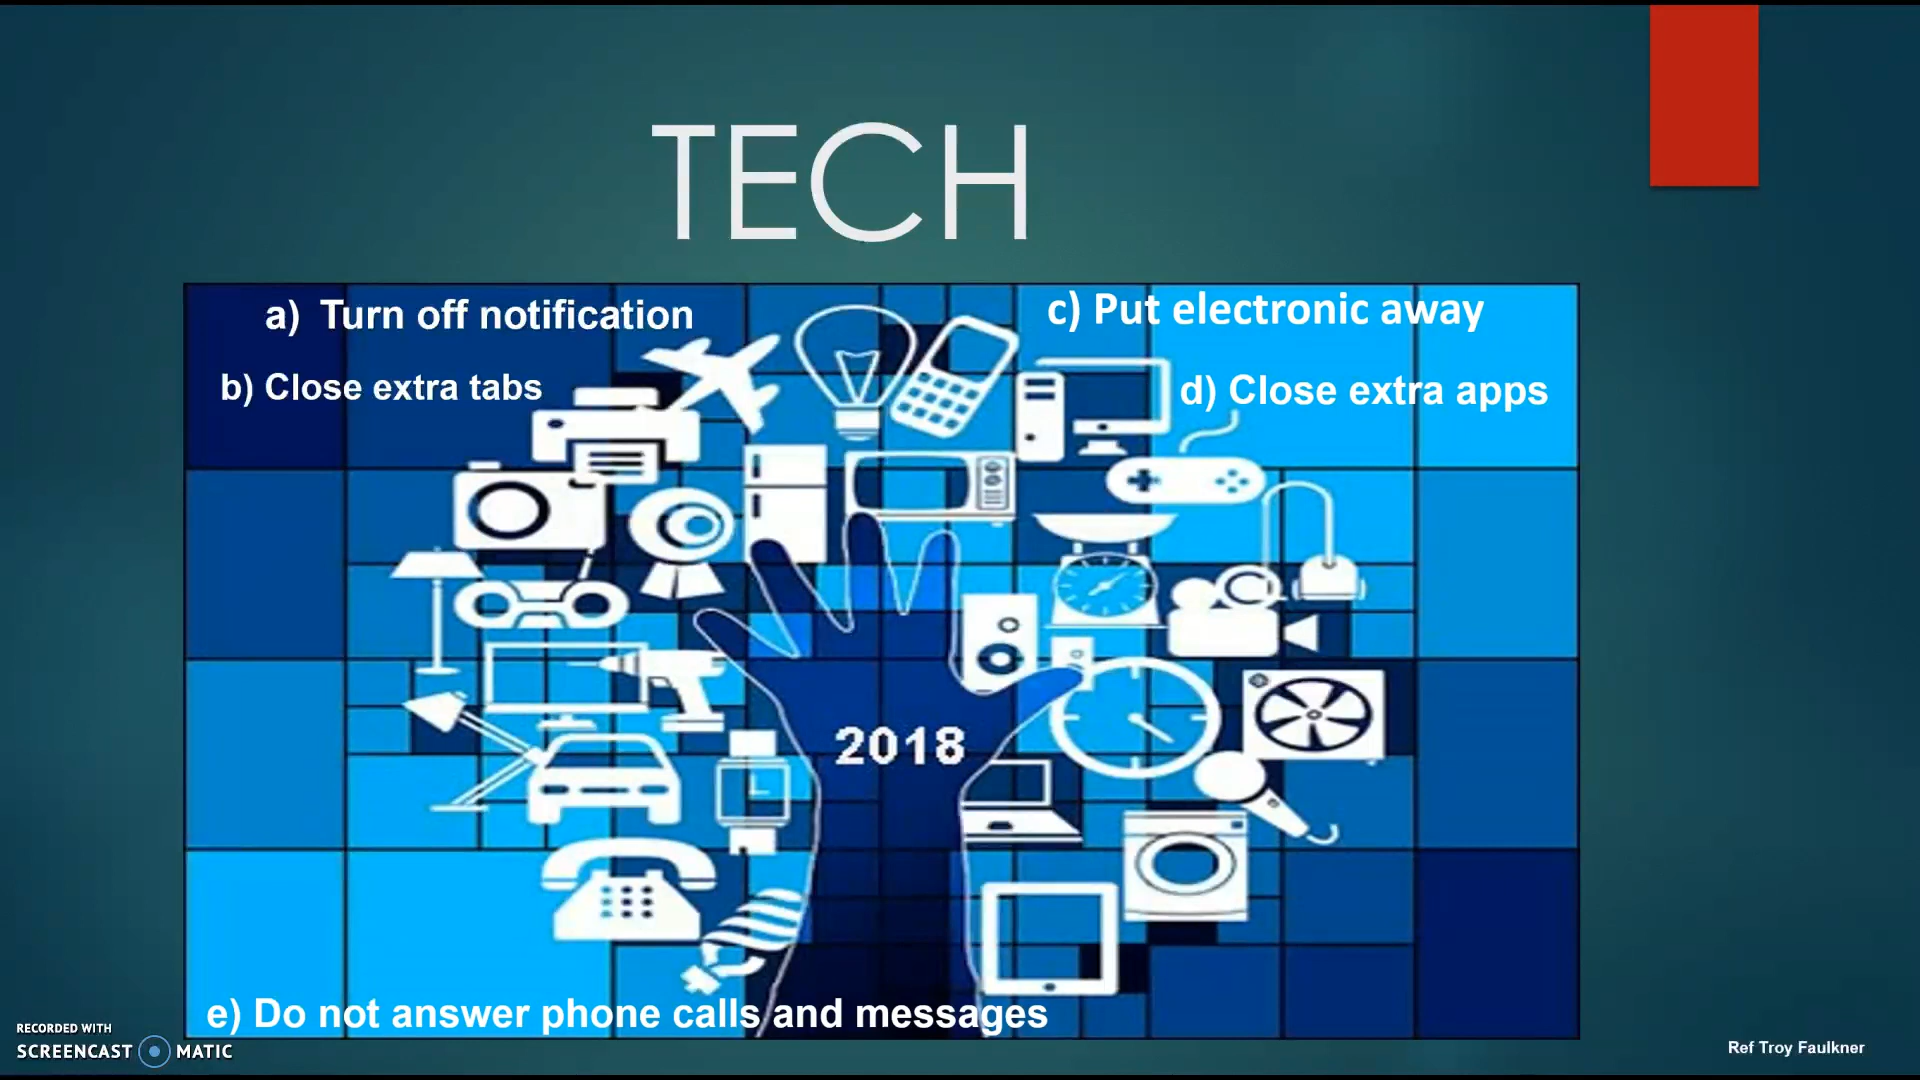 TECH
a) Turn off notification
c) Put electronic away
b) Close extra tabs
d) Close extra apps
2018
e) Do not answer phone calls and messages
RECORDED WITH
SCREENCAST MATIC
Ref Troy Faulkner